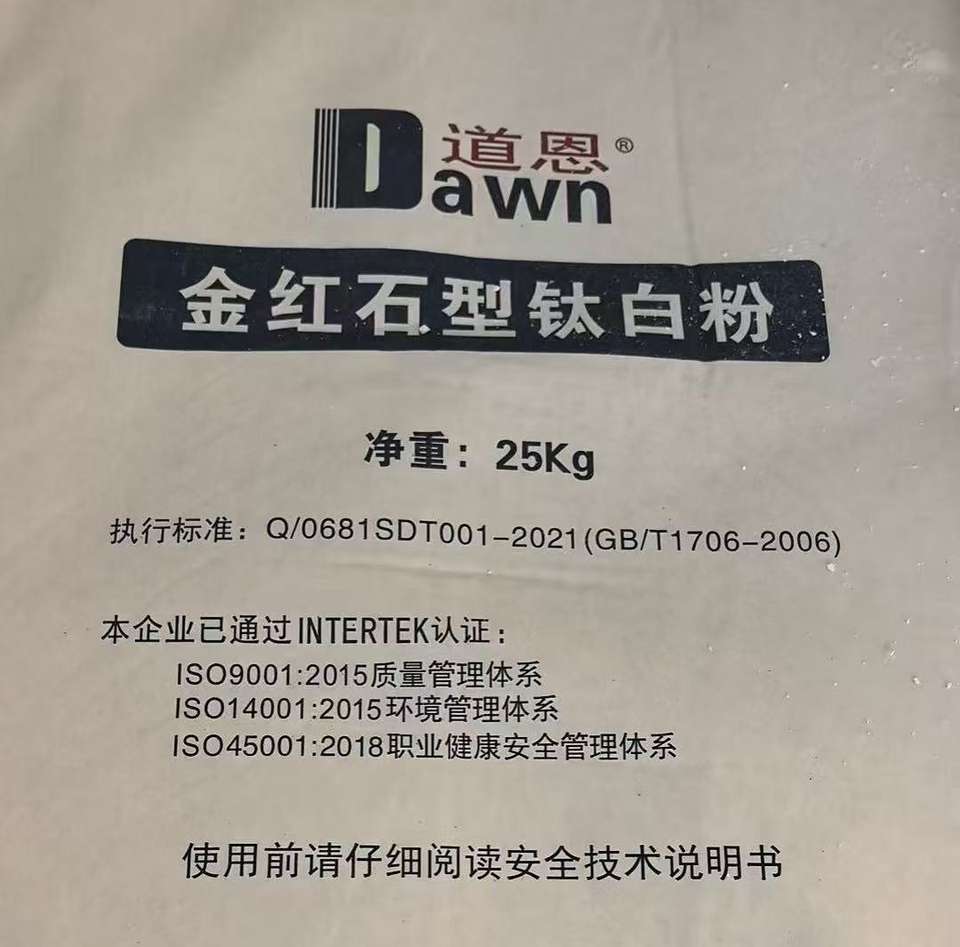 道恩®
Dawn
金红石型钛白粉
净重：25Kg
执行标准：Q/0681SDT001-2021(GB/T1706-2006)
本企业已通过INTERTEK认证：
ISO9001:2015质量管理体系
ISO14001:2015环境管理体系
ISO45001:2018职业健康安全管理体系
使用前请仔细阅读安全技术说明书